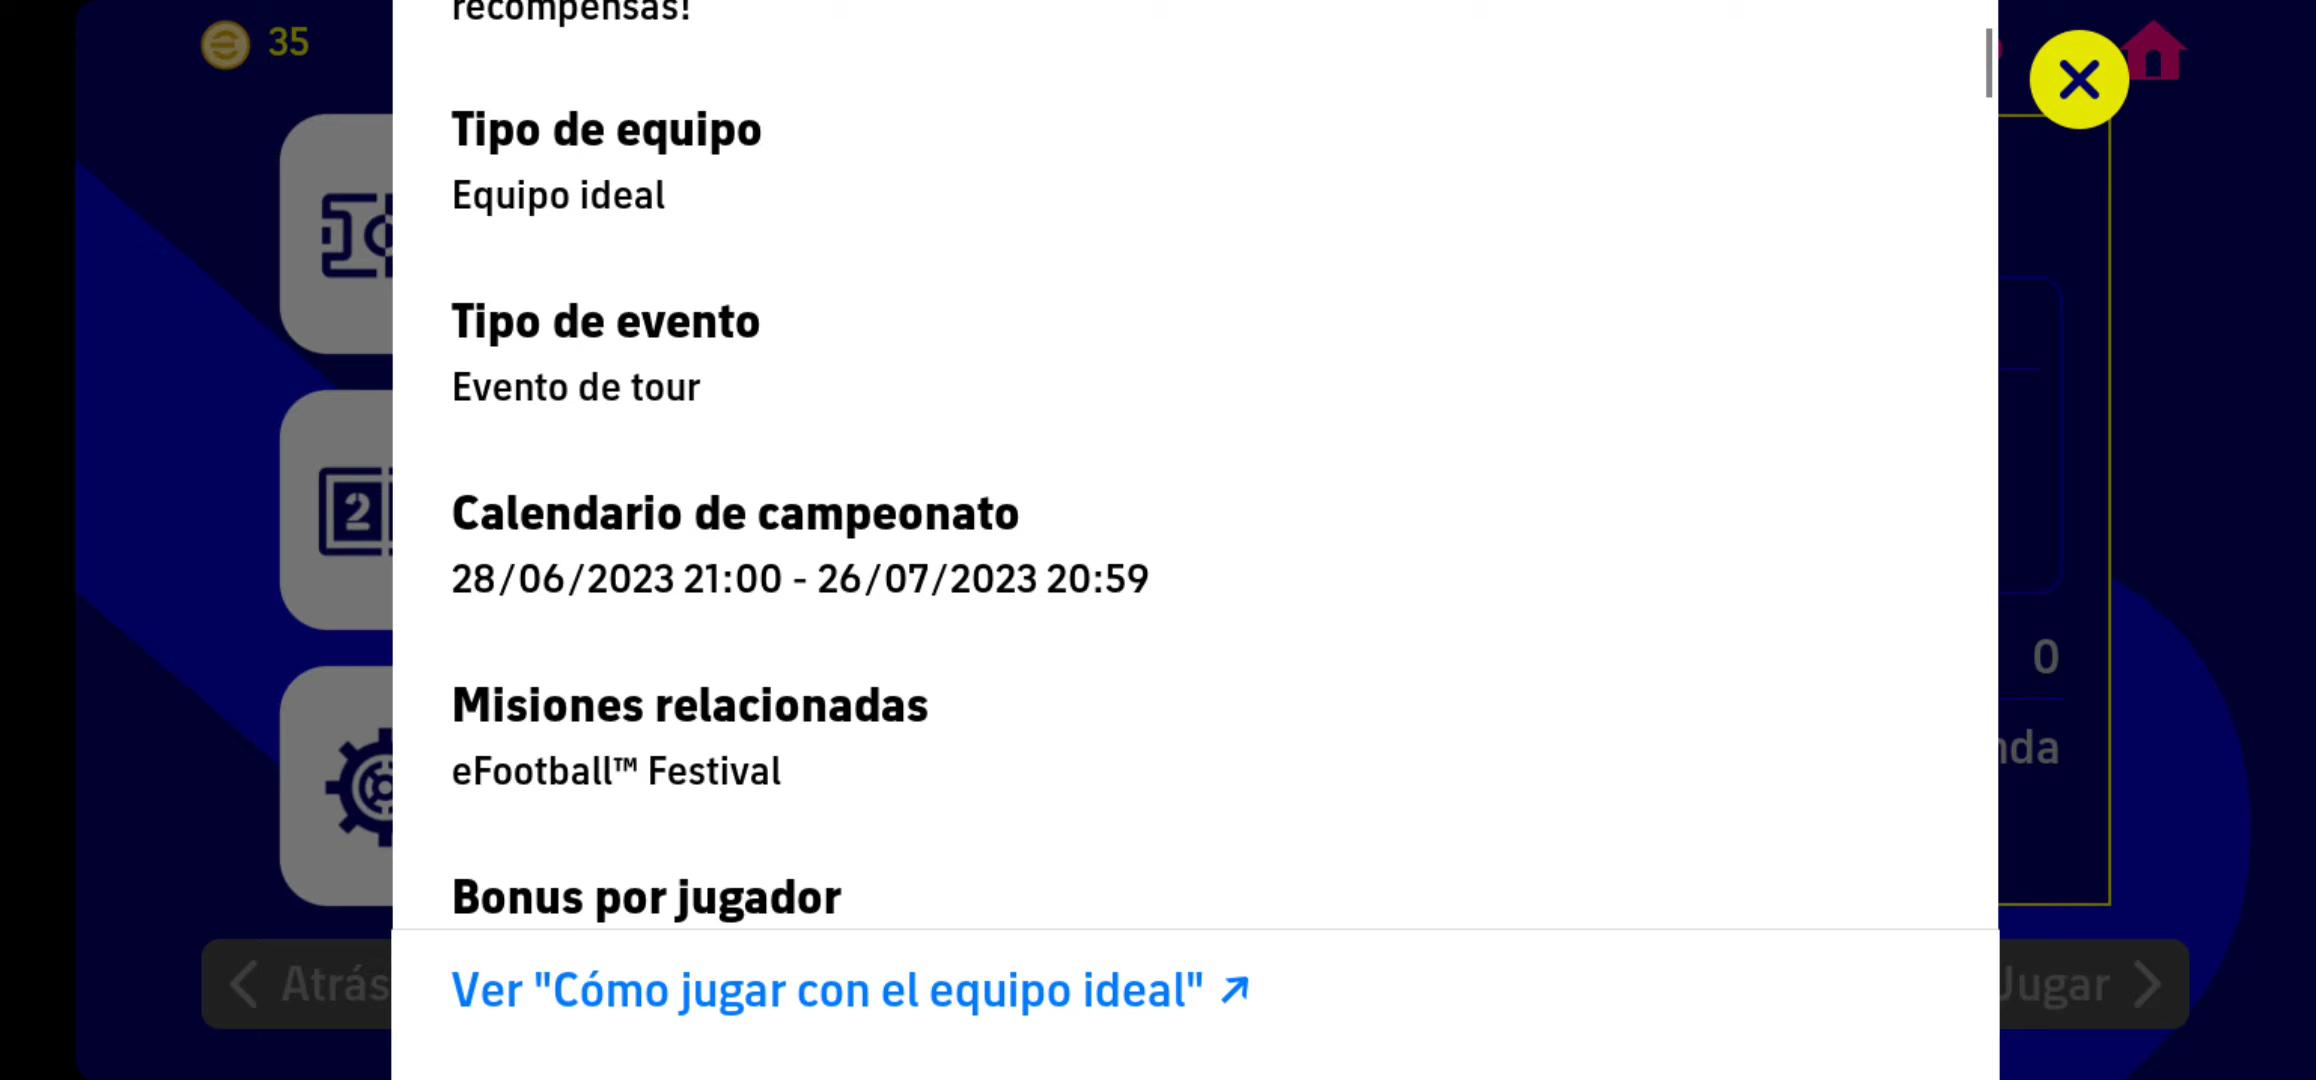 recompensas!
35
Tipo de equipo
Equipo ideal
Tipo de evento
Evento de tour
Calendario de campeonato
28/06/2023 21:00 - 26/07/2023 20:59
2
Misiones relacionadas
0
eFootball™ Festival
nda
Bonus por jugador
Atrás
Ver "Cómo jugar con el equipo ideal" ↗
Jugar